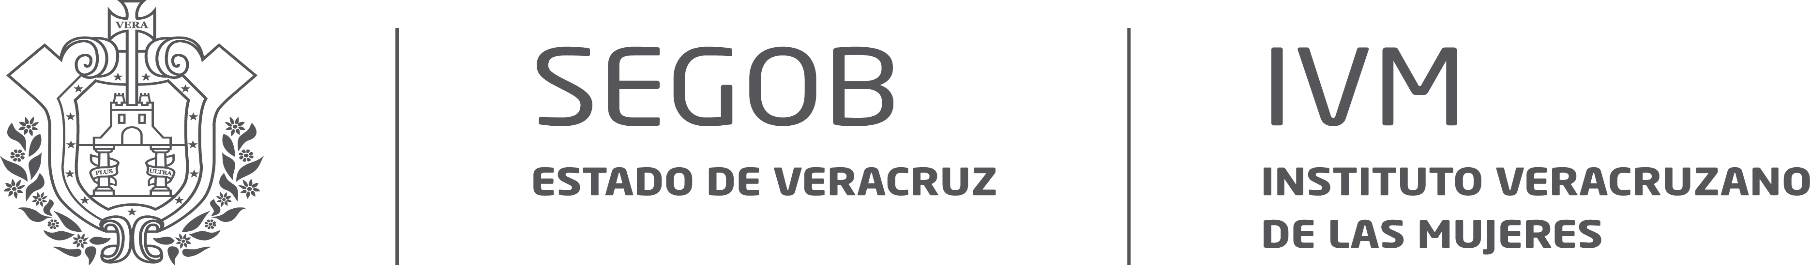 VERA
PLUS ULTRA
SEGOB
ESTADO DE VERACRUZ
IVM
INSTITUTO VERACRUZANO
DE LAS MUJERES